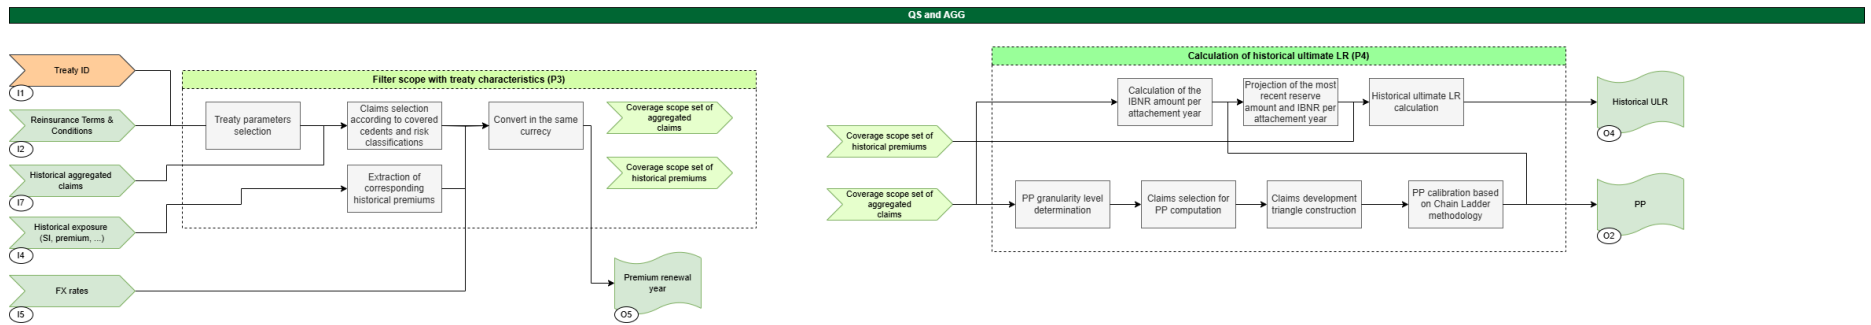 QS and AGG
Treaty ID
I1
Reinsurance Terms &
Conditions
I2
Historical aggregated
claims
I7
Historical exposure
(SI, premium, ...)
I4
FX rates
I5
Filter scope with treaty characteristics (P3)
Treaty parameters
selection
Claims selection
according to covered
cedents and risk
classifications
Convert in the same
currecy
Extraction of
corresponding
historical premiums
Coverage scope set of
aggregated
claims
Coverage scope set of
historical premiums
Premium renewal
year
O5
Coverage scope set of
historical premiums
Coverage scope set of
aggregated
claims
Calculation of historical ultimate LR (P4)
Calculation of the
IBNR amount per
attachement year
Projection of the most
recent reserve
amount and IBNR per
attachement year
Historical ultimate LR
calculation
PP granularity level
determination
Claims selection for
PP computation
Claims development
triangle construction
PP calibration based
on Chain Ladder
methodology
Historical ULR
O4
PP
O2